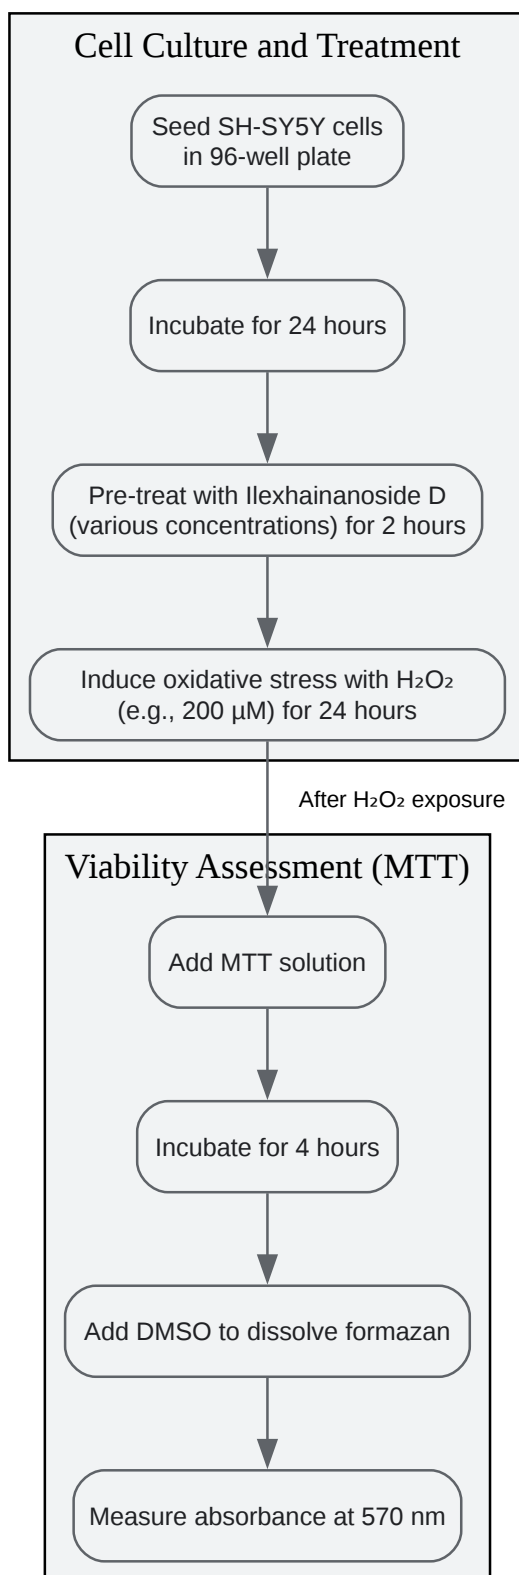 Cell Culture and Treatment
Seed SH-SY5Y cells
in 96-well plate
Incubate for 24 hours
Pre-treat with Ilexhainanoside D
(various concentrations) for 2 hours
Induce oxidative stress with H₂O₂
(e.g., 200 µM) for 24 hours
After H₂O₂ exposure
Viability Assessment (MTT)
Add MTT solution
Incubate for 4 hours
Add DMSO to dissolve formazan
Measure absorbance at 570 nm